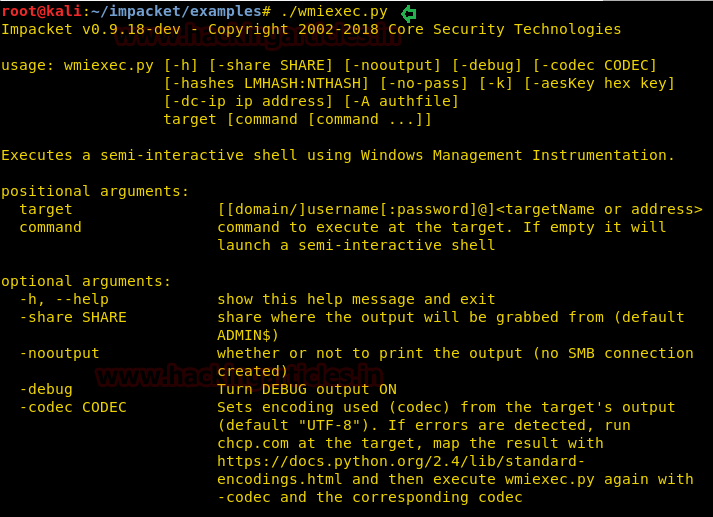 root@kali:~/impacket/examples# ./wmiexec.py
Impacket v0.9.18-dev - Copyright 2002-2018 Core Security Technologies
www.hackingarticles.in
usage: wmiexec.py [-h] [-share SHARE] [-nooutput] [-debug] [-codec CODEC]
[-hashes LMHASH:NTHASH] [-no-pass] [-k] [-aesKey hex key]
[-dc-ip ip address] [-A authfile]
target [command [command ...]]
Executes a semi-interactive shell using Windows Management Instrumentation.
positional arguments:
target [[domain/]username[:password]@]<targetName or address>
command command to execute at the target. If empty it will
launch a semi-interactive shell
optional arguments:
-h, --help show this help message and exit
-share SHARE share where the output will be grabbed from (default
ADMIN$)
-nooutput whether or not to print the output (no SMB connection
created)
www.hackingarticles.in
-debug Turn DEBUG output ON
-codec CODEC Sets encoding used (codec) from the target's output
(default "UTF-8"). If errors are detected, run
chcp.com at the target, map the result with
https://docs.python.org/2.4/lib/standard-
encodings.html and then execute wmiexec.py again with
-codec and the corresponding codec